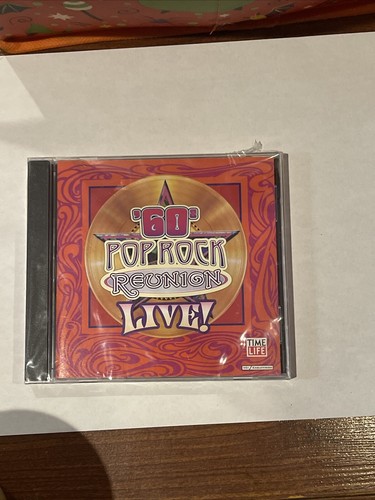 '60s
POP ROCK
REUNION
LIVE!
TIME
LIFE